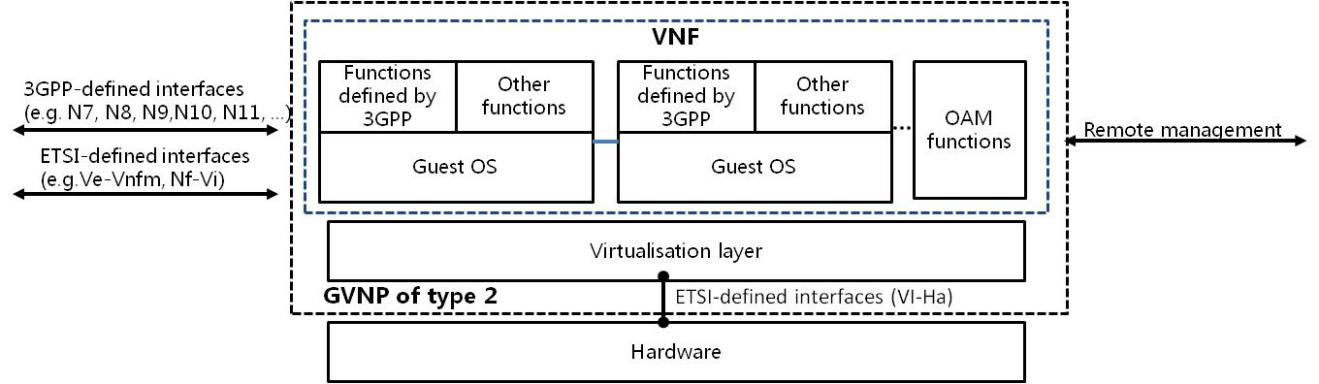 VNF
3GPP-defined interfaces
(e.g. N7, N8, N9,N10, N11, ...)
ETSI-defined interfaces
(e.g.Ve-Vnfm, Nf-Vi)
Functions
defined by
3GPP
Other
functions
Guest OS
Functions
defined by
3GPP
Other
functions
Guest OS
...
OAM
functions
Remote management
Virtualisation layer
GVNP of type 2
ETSI-defined interfaces (VI-Ha)
Hardware